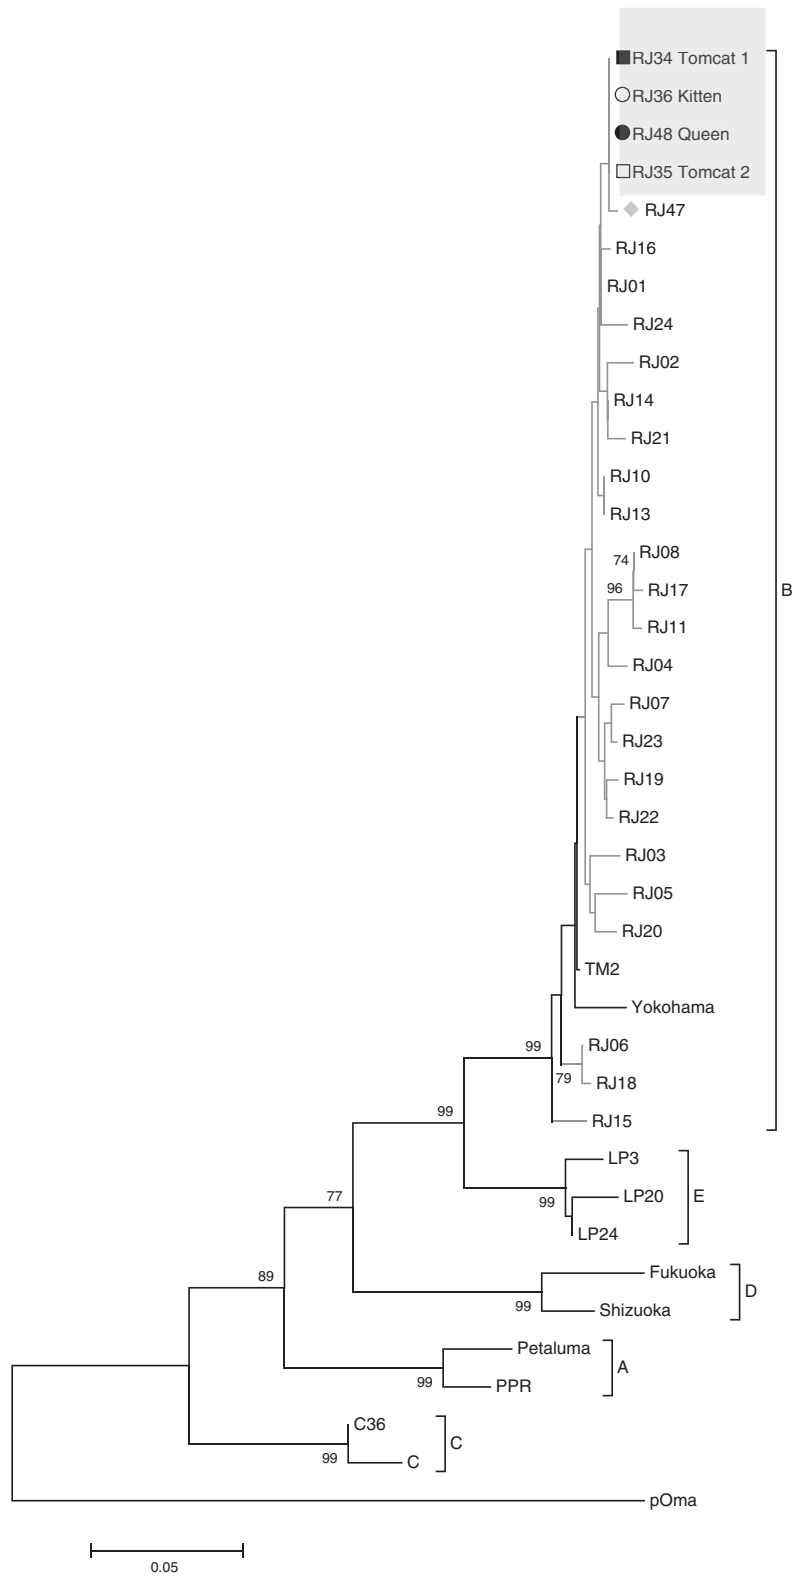 RJ34 Tomcat 1
RJ36 Kitten
RJ48 Queen
RJ35 Tomcat 2
RJ47
RJ16
RJ01
RJ24
RJ02
RJ14
RJ21
RJ10
RJ13
RJ08
74
96
RJ17
B
RJ11
RJ04
RJ07
RJ23
RJ19
RJ22
RJ03
RJ05
RJ20
TM2
Yokohama
99
RJ06
79
RJ18
99
RJ15
LP3
77
99
LP20
E
LP24
89
Fukuoka
D
99
Shizuoka
Petaluma
A
99
PPR
C36
C
99
C
pOma
0.05